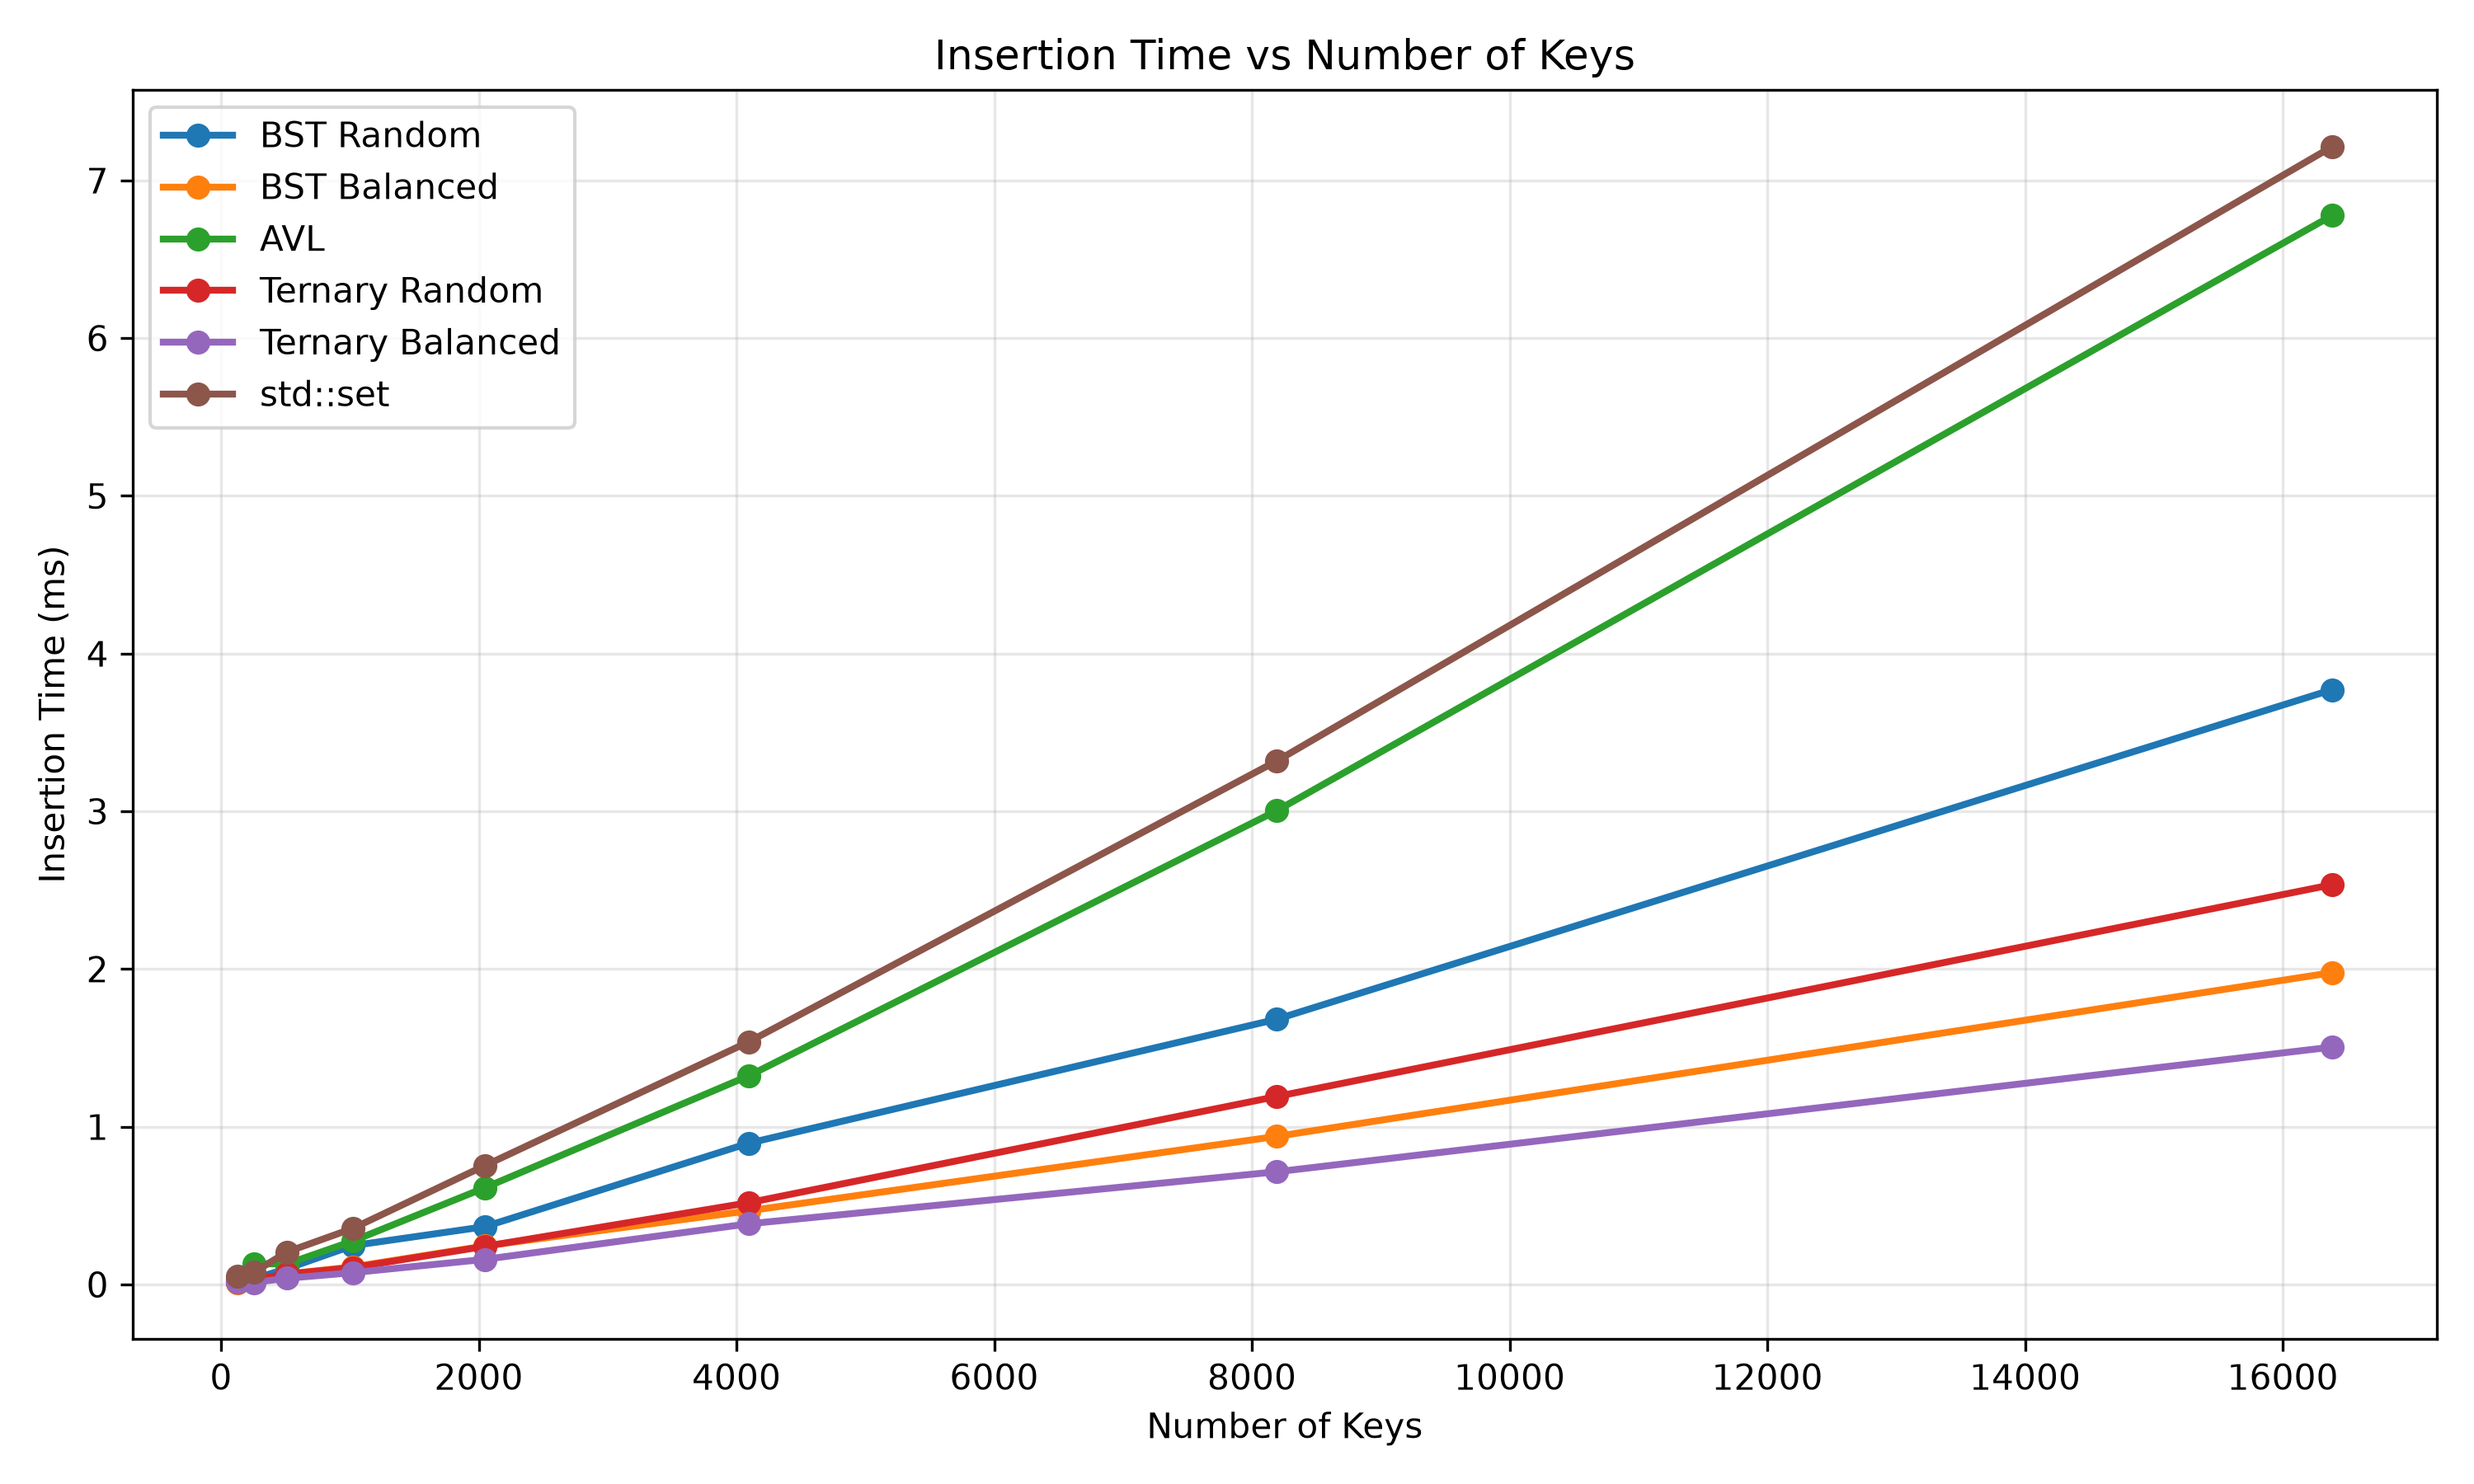 Insertion Time vs Number of Keys
BST Random
BST Balanced
AVL
Ternary Random
Ternary Balanced
std::set
Insertion Time (ms)
7
6
5
4
3
2
1
0
0 2000 4000 6000 8000 10000 12000 14000 16000
Number of Keys